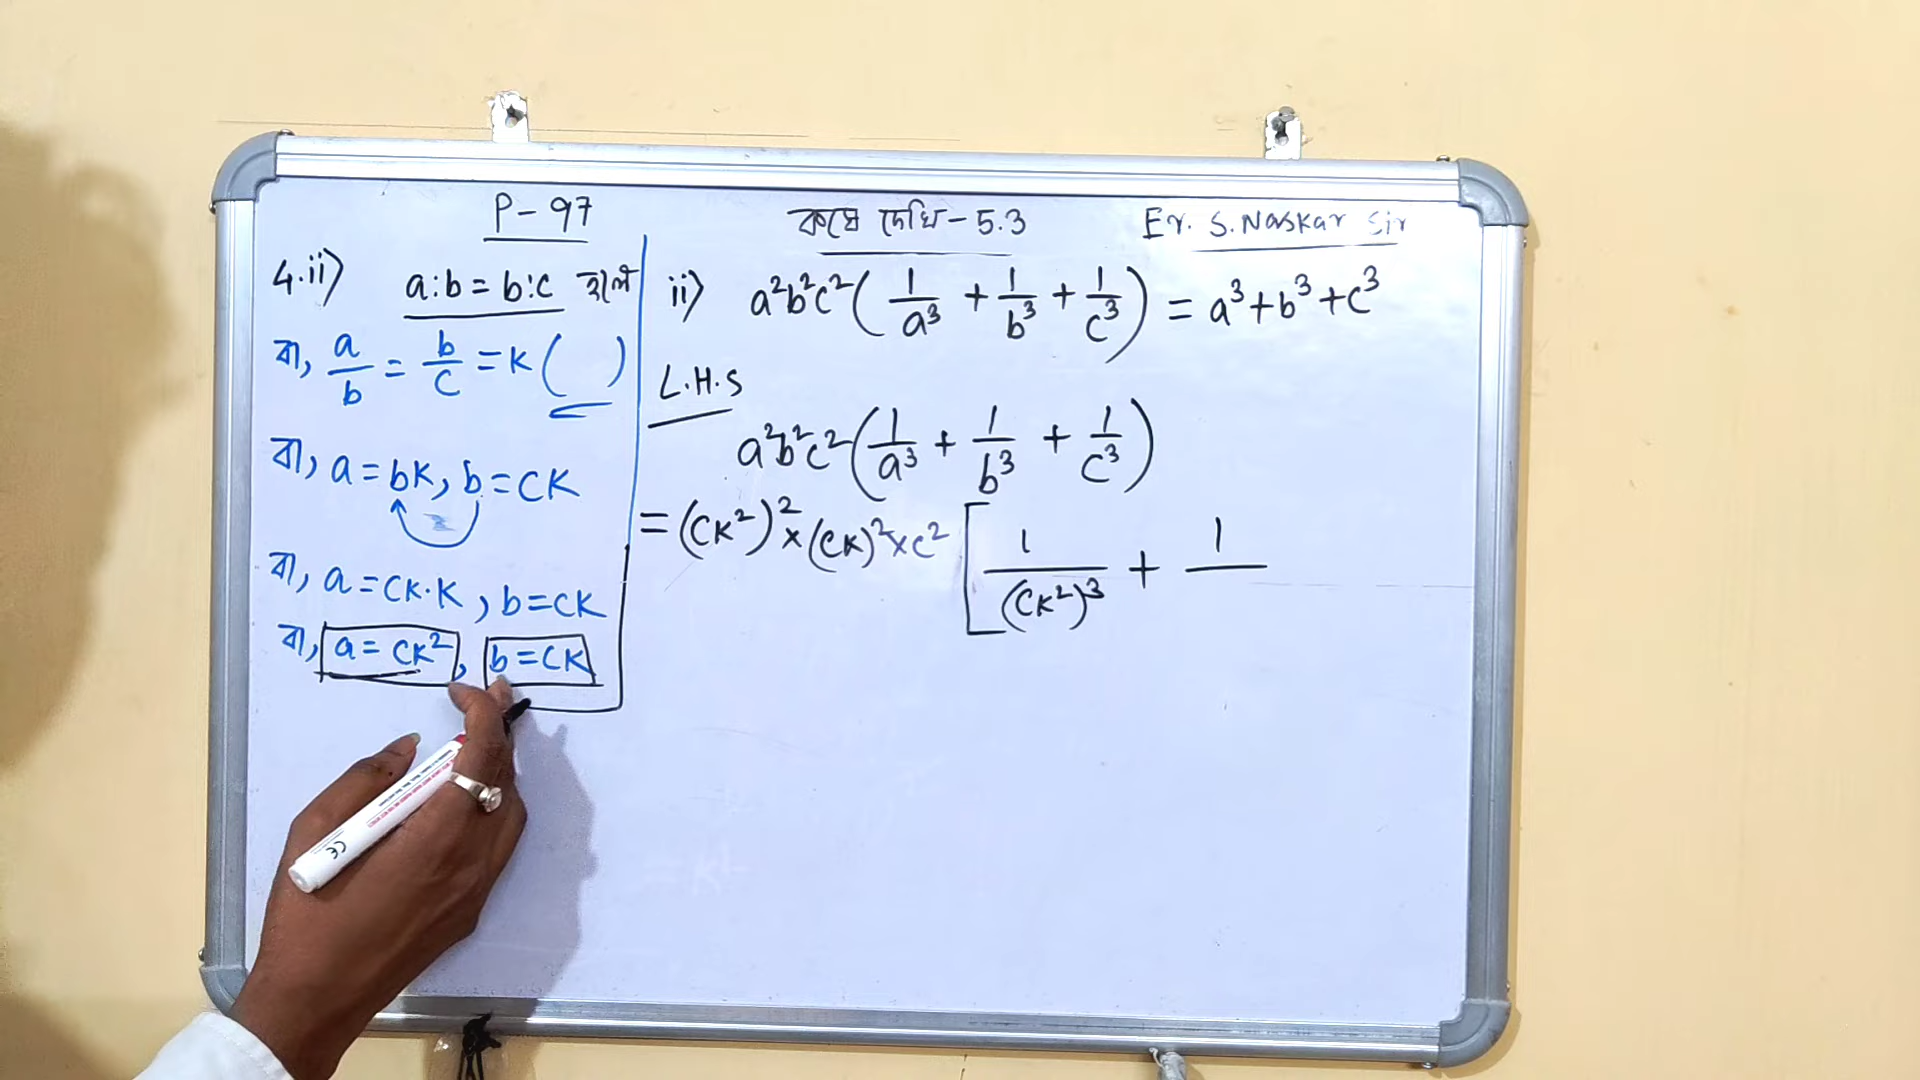 P-97
কষে দেখি-5.3
Er. S. Naskar Sir
4.ii) a:b = b:c হলে
বা, a/b = b/c = K ( )
বা, a = bK, b = CK
বা, a = CK·K, b = CK
বা, a = CK², b = CK
ii) a²b²c² (1/a³ + 1/b³ + 1/c³) = a³ + b³ + c³
L.H.S
a²b²c² (1/a³ + 1/b³ + 1/c³)
= (CK²)² × (CK)² × C² [1/(CK²)³ + 1/
CE